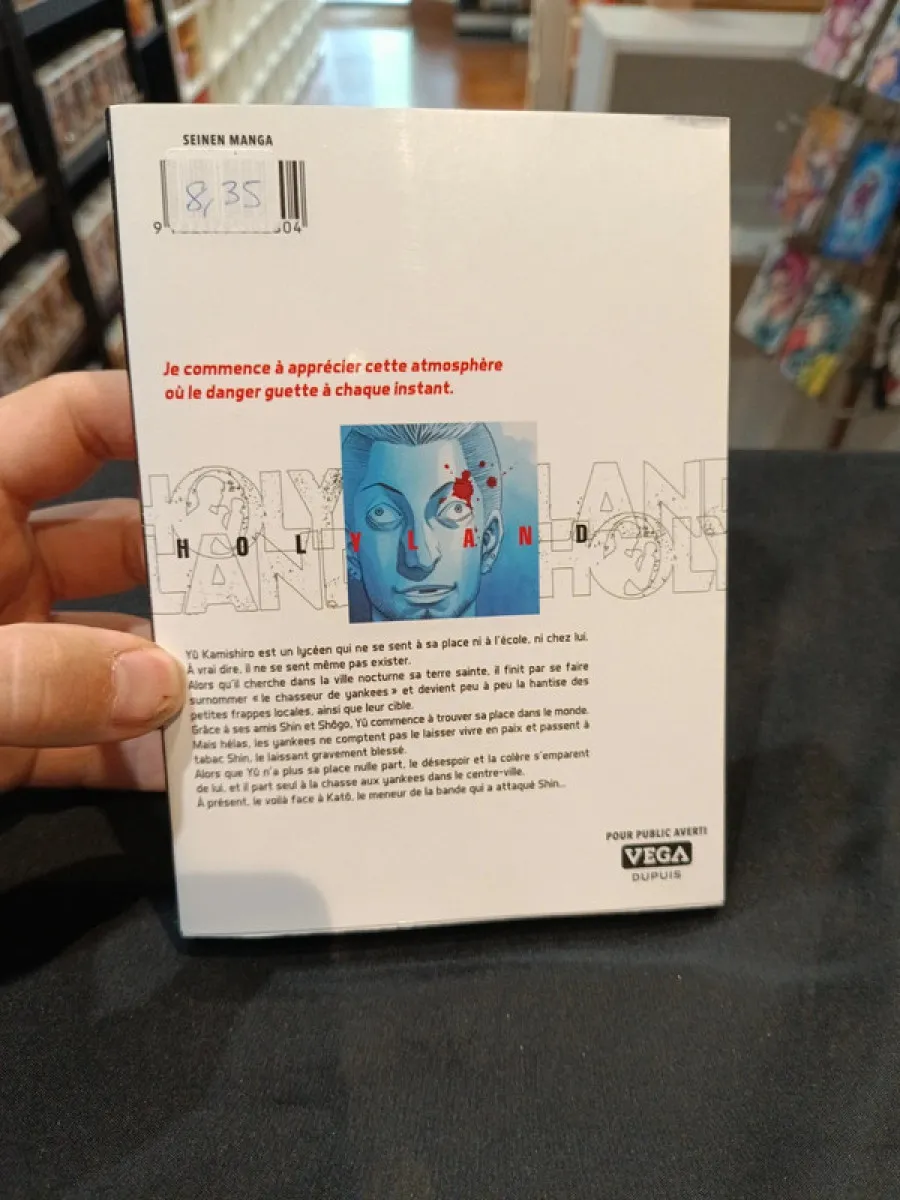 SEINEN MANGA
8,35
9 04
Je commence à apprécier cette atmosphère
où le danger guette à chaque instant.
HOLY LAND
LAND HOLY
HOLYLAND
Yû Kamishiro est un lycéen qui ne se sent à sa place ni à l'école, ni chez lui.
À vrai dire, il ne se sent même pas exister.
Alors qu'il cherche dans la ville nocturne sa terre sainte, il finit par se faire
surnommer « le chasseur de yankees » et devient peu à peu la hantise des
petites frappes locales, ainsi que leur cible.
Grâce à ses amis Shin et Shôgo, Yû commence à trouver sa place dans le monde.
Mais hélas, les yankees ne comptent pas le laisser vivre en paix et passent à
tabac Shin, le laissant gravement blessé.
Alors que Yû n'a plus sa place nulle part, le désespoir et la colère s'emparent
de lui, et il part seul à la chasse aux yankees dans le centre-ville.
À présent, le voilà face à Katô, le meneur de la bande qui a attaqué Shin...
POUR PUBLIC AVERTI
VEGA
DUPUIS